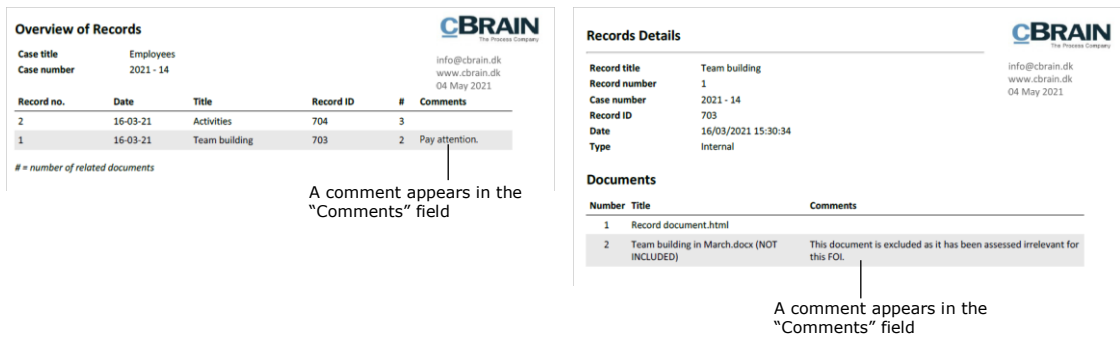 Overview of Records
CBRAIN
The Process Company
Case title Employees
Case number 2021 - 14
info@cbrain.dk
www.cbrain.dk
04 May 2021
Record no. Date Title Record ID # Comments
2 16-03-21 Activities 704 3
1 16-03-21 Team building 703 2 Pay attention.
# = number of related documents
A comment appears in the
“Comments” field
Records Details
CBRAIN
The Process Company
Record title Team building
Record number 1
Case number 2021 - 14
Record ID 703
Date 16/03/2021 15:30:34
Type Internal
info@cbrain.dk
www.cbrain.dk
04 May 2021
Documents
Number Title Comments
1 Record document.html
2 Team building in March.docx (NOT This document is excluded as it has been assessed irrelevant for
INCLUDED) this FOI.
A comment appears in the
“Comments” field